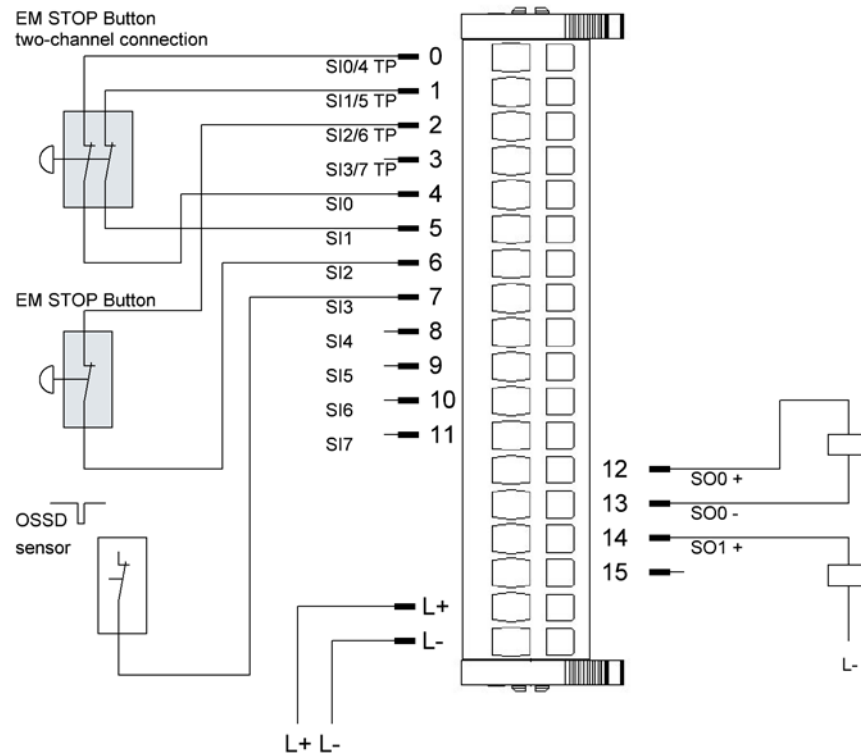 EM STOP Button
two-channel connection
SI0/4 TP
0
SI1/5 TP
1
SI2/6 TP
2
SI3/7 TP
3
SI0
4
SI1
5
SI2
6
EM STOP Button
SI3
7
SI4
8
SI5
9
SI6
10
SI7
11
12
SO0 +
13
SO0 -
14
SO1 +
15
OSSD
sensor
L+
L-
L-
L+ L-